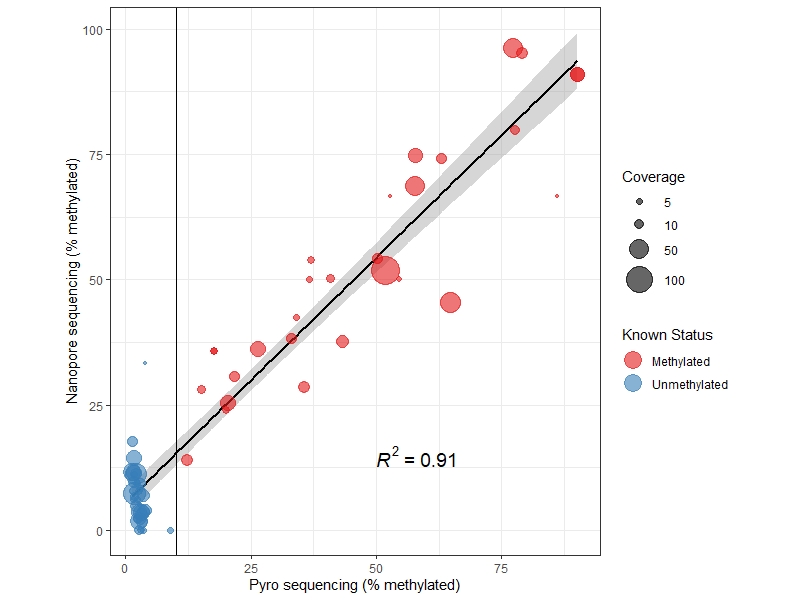 100
75
50
25
0
Nanopore sequencing (% methylated)
0
25
50
75
Pyro sequencing (% methylated)
R² = 0.91
Coverage
5
10
50
100
Known Status
Methylated
Unmethylated